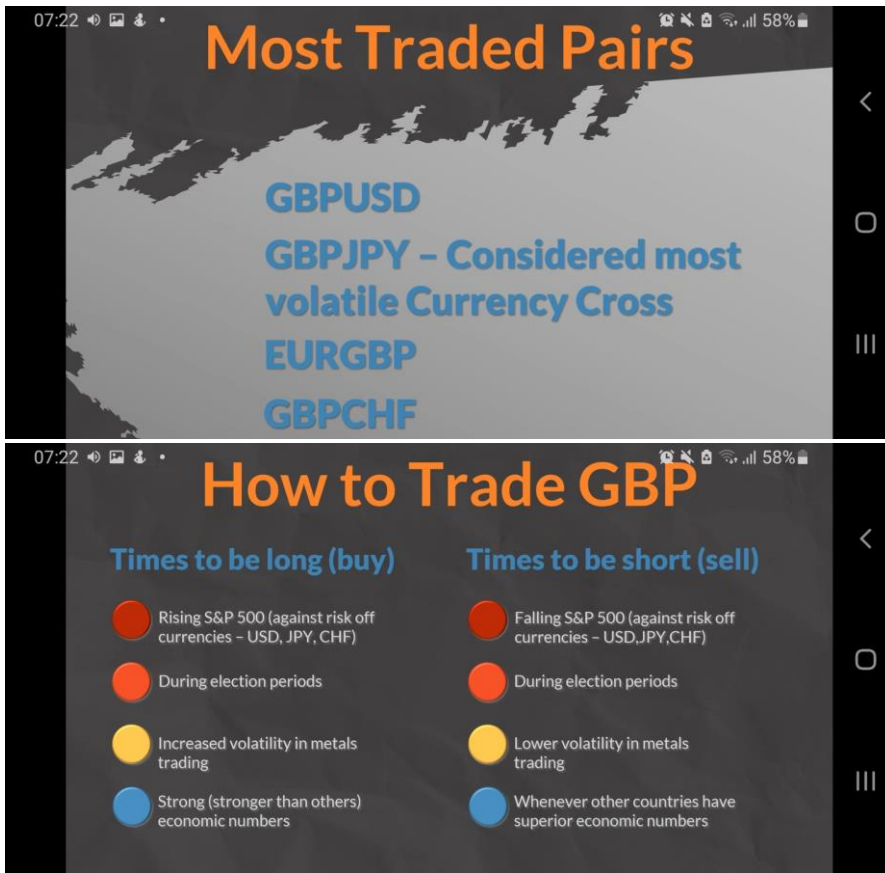 07:22
58%
Most Traded Pairs
GBPUSD
GBPJPY – Considered most
volatile Currency Cross
EURGBP
GBPCHF
07:22
58%
How to Trade GBP
Times to be long (buy)
Rising S&P 500 (against risk off
currencies – USD, JPY, CHF)
During election periods
Increased volatility in metals
trading
Strong (stronger than others)
economic numbers
Times to be short (sell)
Falling S&P 500 (against risk off
currencies – USD,JPY,CHF)
During election periods
Lower volatility in metals
trading
Whenever other countries have
superior economic numbers